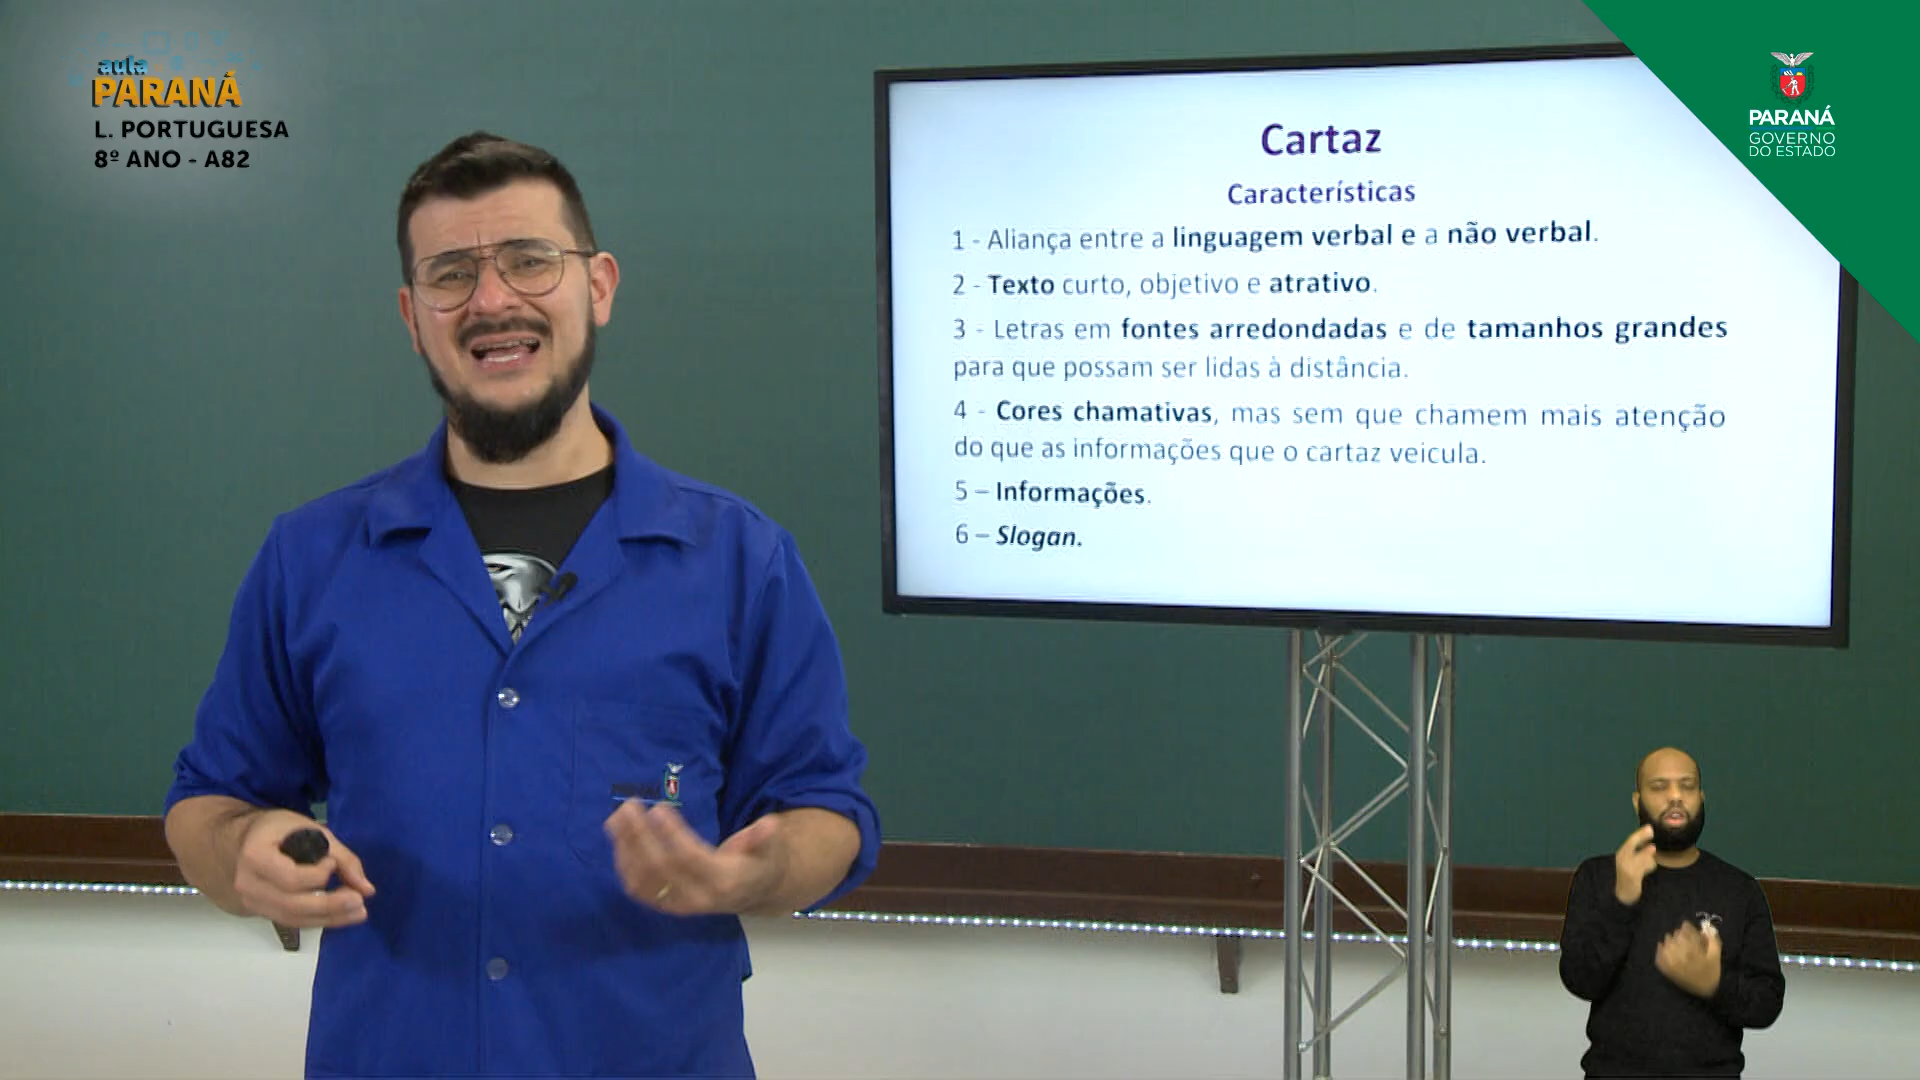 aula
PARANÁ
L. PORTUGUESA
8º ANO - A82
PARANÁ
GOVERNO
DO ESTADO
Cartaz
Características
1 - Aliança entre a linguagem verbal e a não verbal.
2 - Texto curto, objetivo e atrativo.
3 - Letras em fontes arredondadas e de tamanhos grandes
para que possam ser lidas à distância.
4 - Cores chamativas, mas sem que chamem mais atenção
do que as informações que o cartaz veicula.
5 – Informações.
6 – Slogan.